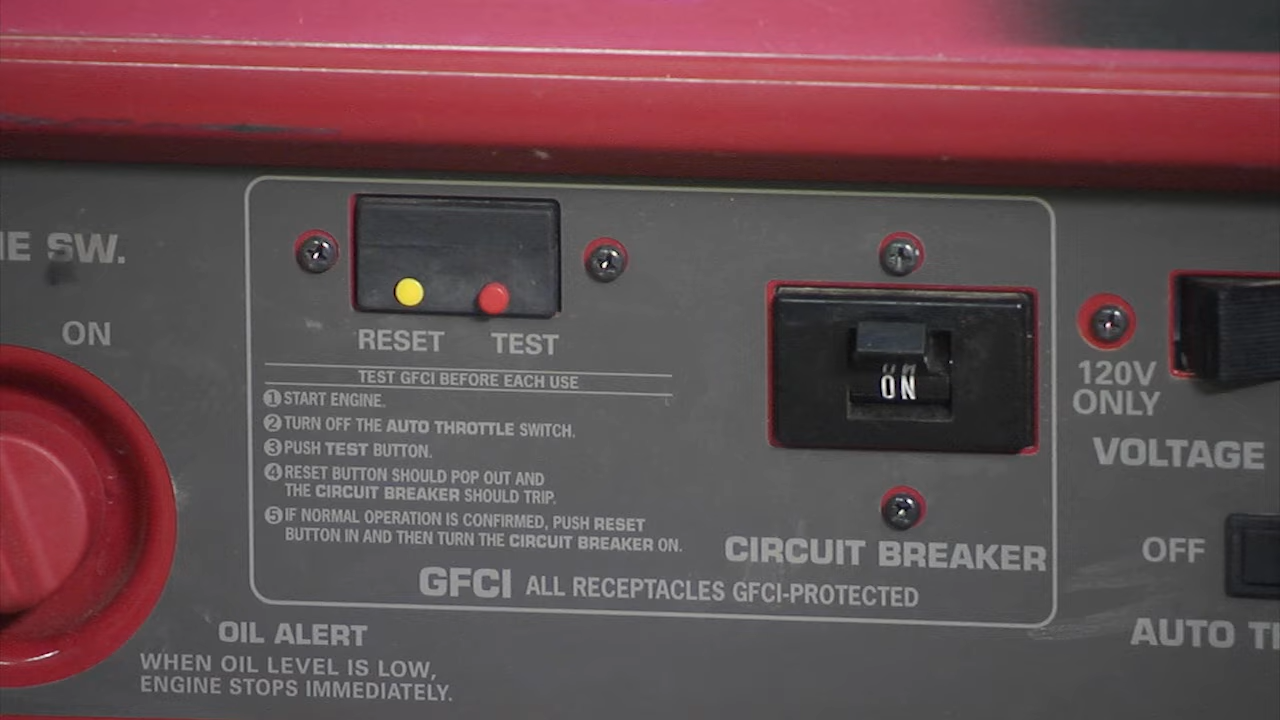 E SW.
ON
RESET TEST
TEST GFCI BEFORE EACH USE
1 START ENGINE.
2 TURN OFF THE AUTO THROTTLE SWITCH.
3 PUSH TEST BUTTON.
4 RESET BUTTON SHOULD POP OUT AND
THE CIRCUIT BREAKER SHOULD TRIP.
5 IF NORMAL OPERATION IS CONFIRMED, PUSH RESET
BUTTON IN AND THEN TURN THE CIRCUIT BREAKER ON.
GFCI ALL RECEPTACLES GFCI-PROTECTED
ON
CIRCUIT BREAKER
120V
ONLY
VOLTAGE
OFF
AUTO T
OIL ALERT
WHEN OIL LEVEL IS LOW,
ENGINE STOPS IMMEDIATELY.